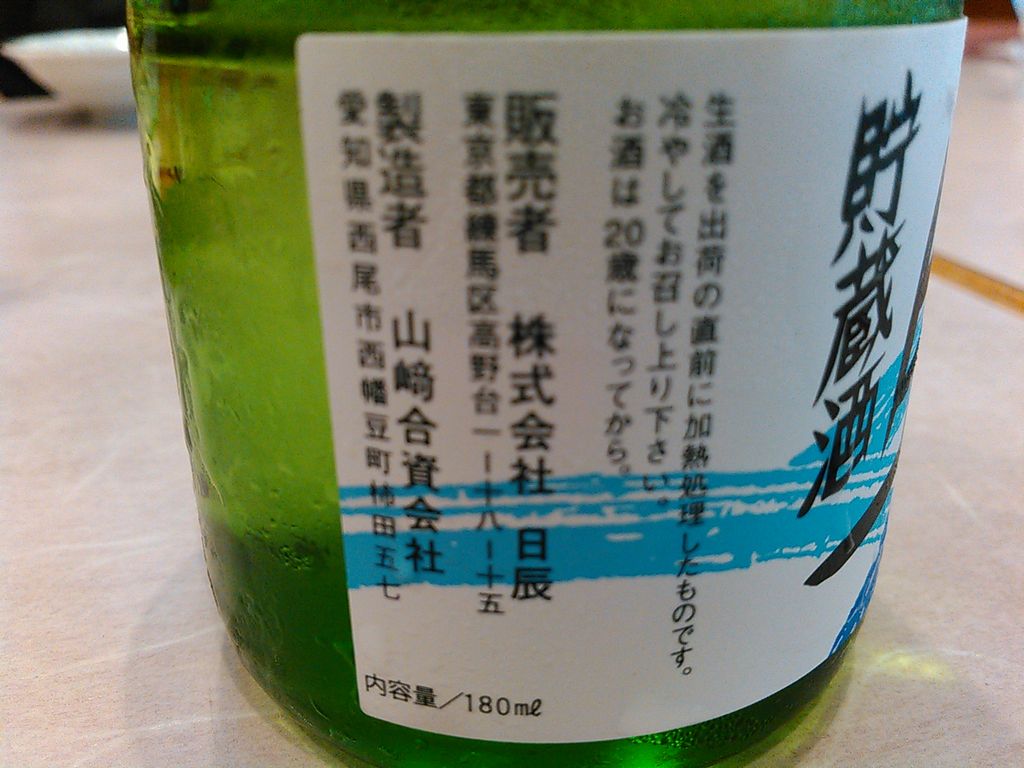 貯蔵酒
生酒を出荷の直前に加熱処理したものです。
冷やしてお召し上り下さい。
お酒は20歳になってから。
販売者 株式会社 日辰
東京都練馬区高野台一ー十八ー十五
製造者 山﨑合資会社
愛知県西尾市西幡豆町柿田五七
内容量／180mℓ